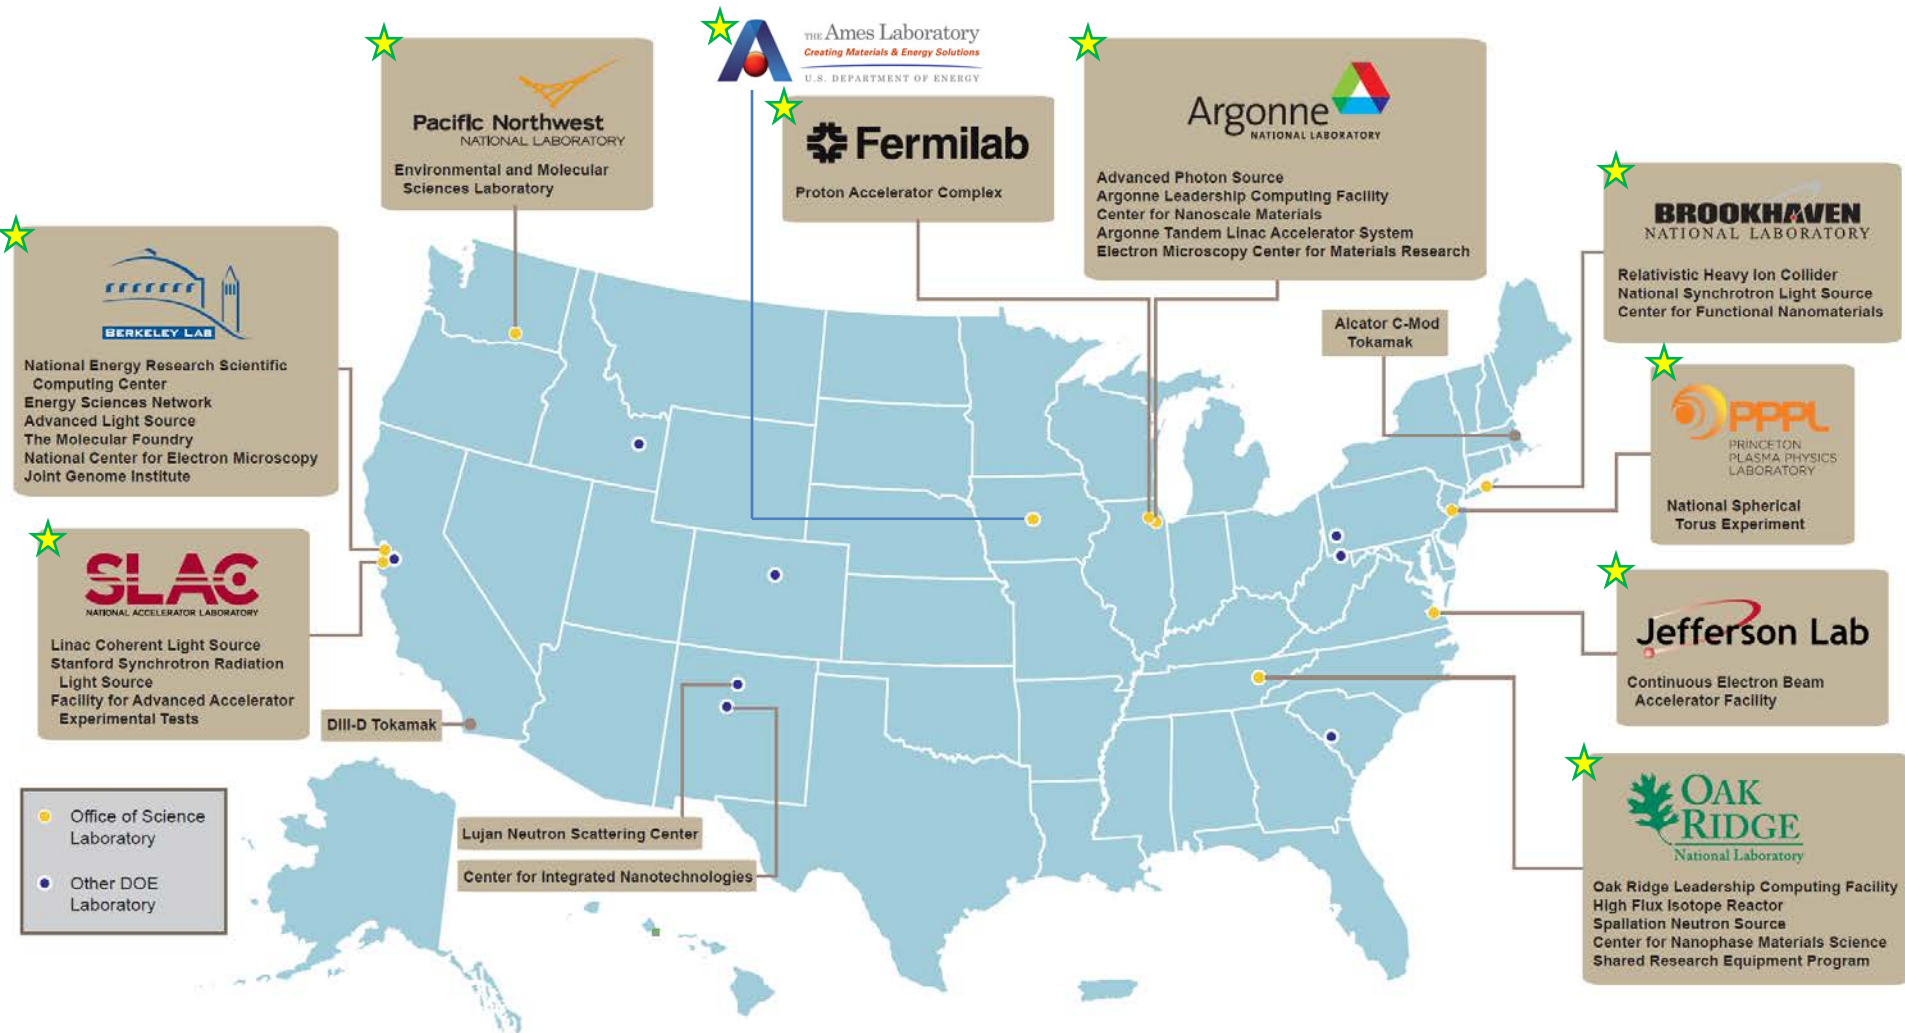 THE Ames Laboratory
Creating Materials & Energy Solutions
U.S. DEPARTMENT OF ENERGY
Pacific Northwest
NATIONAL LABORATORY
Environmental and Molecular
Sciences Laboratory
Fermilab
Proton Accelerator Complex
Argonne
NATIONAL LABORATORY
Advanced Photon Source
Argonne Leadership Computing Facility
Center for Nanoscale Materials
Argonne Tandem Linac Accelerator System
Electron Microscopy Center for Materials Research
BROOKHAVEN
NATIONAL LABORATORY
Relativistic Heavy Ion Collider
National Synchrotron Light Source
Center for Functional Nanomaterials
BERKELEY LAB
National Energy Research Scientific
Computing Center
Energy Sciences Network
Advanced Light Source
The Molecular Foundry
National Center for Electron Microscopy
Joint Genome Institute
Alcator C-Mod
Tokamak
PPPL
PRINCETON
PLASMA PHYSICS
LABORATORY
National Spherical
Torus Experiment
SLAC
NATIONAL ACCELERATOR LABORATORY
Linac Coherent Light Source
Stanford Synchrotron Radiation
Light Source
Facility for Advanced Accelerator
Experimental Tests
Jefferson Lab
Continuous Electron Beam
Accelerator Facility
DIII-D Tokamak
OAK
RIDGE
National Laboratory
Oak Ridge Leadership Computing Facility
High Flux Isotope Reactor
Spallation Neutron Source
Center for Nanophase Materials Science
Shared Research Equipment Program
Office of Science
Laboratory
Other DOE
Laboratory
Lujan Neutron Scattering Center
Center for Integrated Nanotechnologies